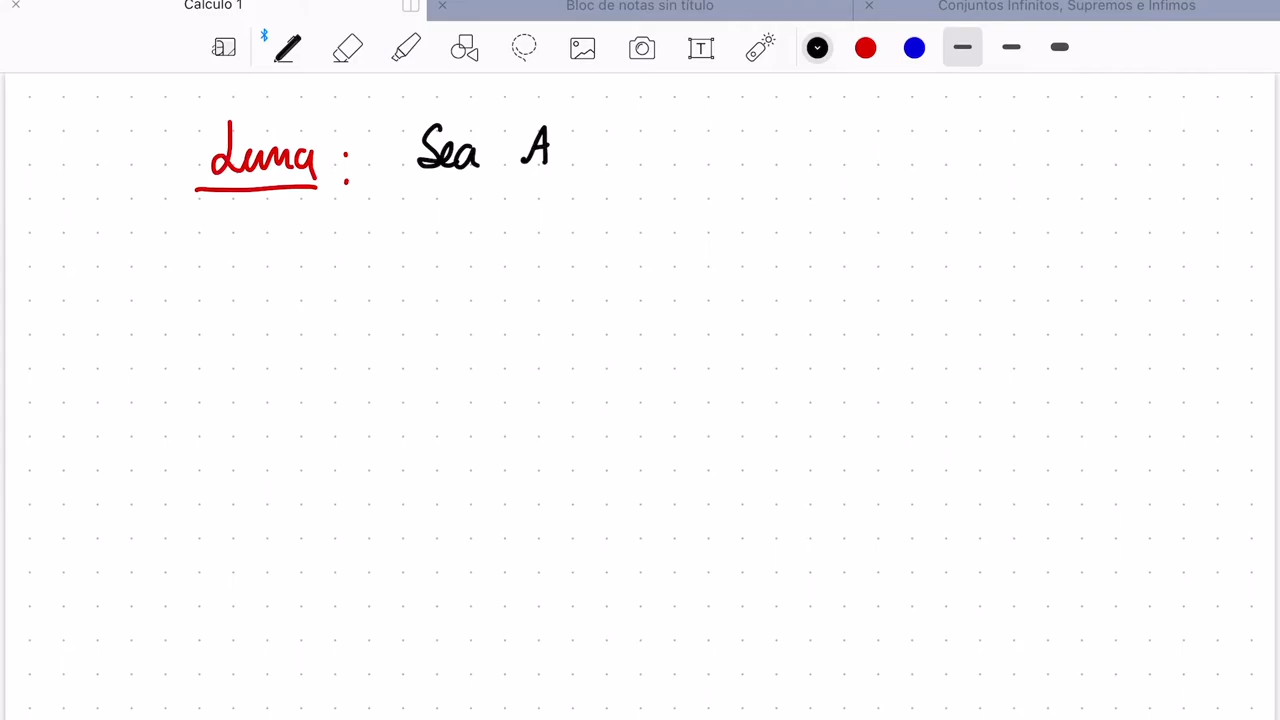 Calculo 1
Bloc de notas sin título
Conjuntos Infinitos, Supremos e Infimos
Lema: Sea A